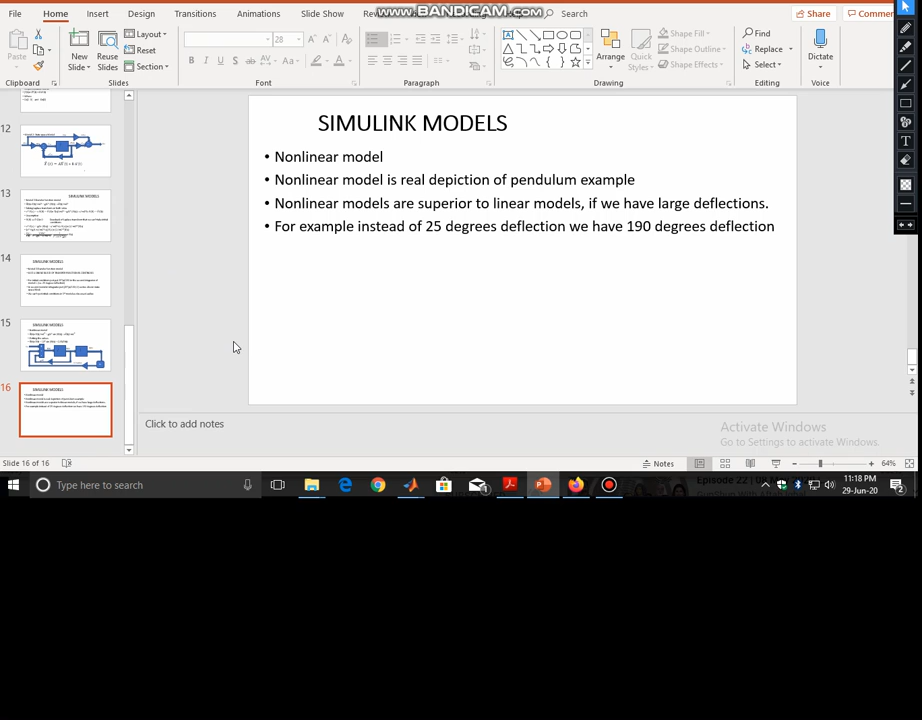 File Home Insert Design Transitions Animations Slide Show www.BANDICAM.com Search Share
Paste New Slide Reuse Slides Layout Reset Section 28 Arrange Quick Styles Shape Fill Shape Outline Shape Effects Find Replace Select Dictate
Clipboard Slides Font Paragraph Drawing Editing Voice
12
13
14
15
16
SIMULINK MODELS
• Nonlinear model
• Nonlinear model is real depiction of pendulum example
• Nonlinear models are superior to linear models, if we have large deflections.
• For example instead of 25 degrees deflection we have 190 degrees deflection
Click to add notes
Activate Windows
Go to Settings to activate Windows.
Slide 16 of 16 Notes 64%
Type here to search
11:18 PM
29-Jun-20